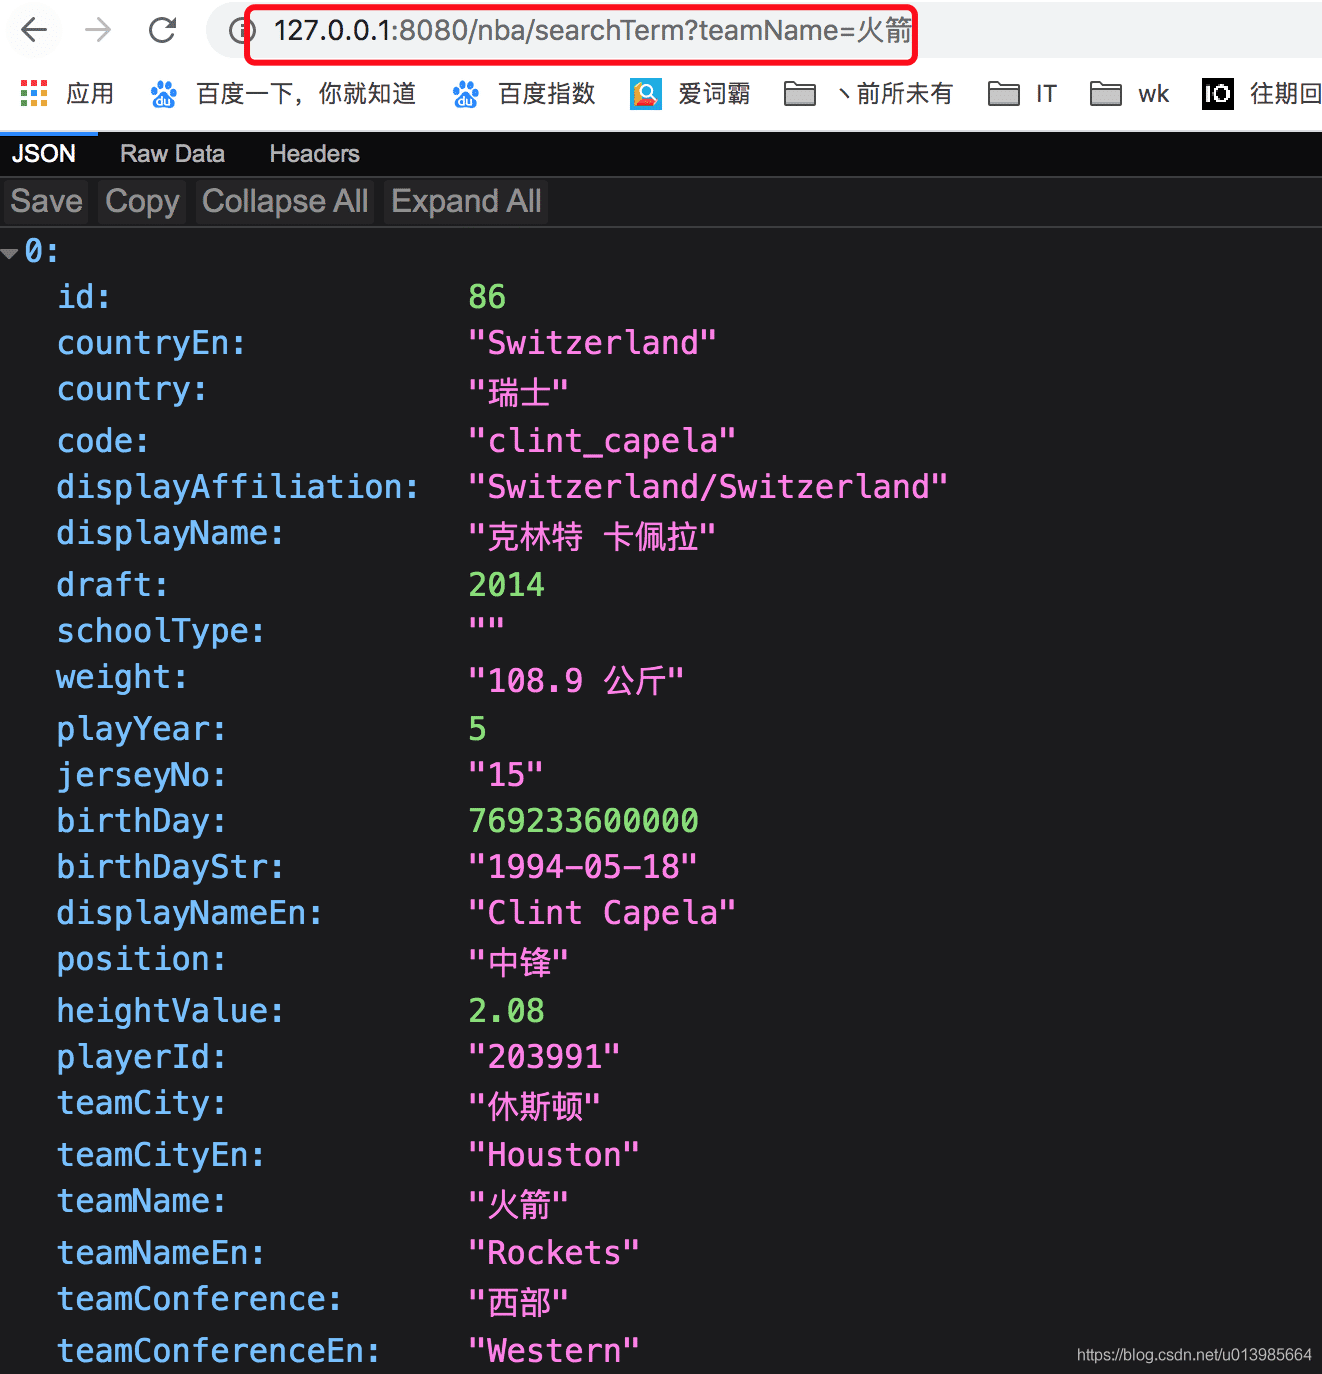 127.0.0.1:8080/nba/searchTerm?teamName=火箭
应用 百度一下，你就知道 百度指数 爱词霸 丶前所未有 IT wk IO 往期回
JSON Raw Data Headers
Save Copy Collapse All Expand All
0:
id: 86
countryEn: "Switzerland"
country: "瑞士"
code: "clint_capela"
displayAffiliation: "Switzerland/Switzerland"
displayName: "克林特 卡佩拉"
draft: 2014
schoolType: ""
weight: "108.9 公斤"
playYear: 5
jerseyNo: "15"
birthDay: 769233600000
birthDayStr: "1994-05-18"
displayNameEn: "Clint Capela"
position: "中锋"
heightValue: 2.08
playerId: "203991"
teamCity: "休斯顿"
teamCityEn: "Houston"
teamName: "火箭"
teamNameEn: "Rockets"
teamConference: "西部"
teamConferenceEn: "Western"
https://blog.csdn.net/u013985664